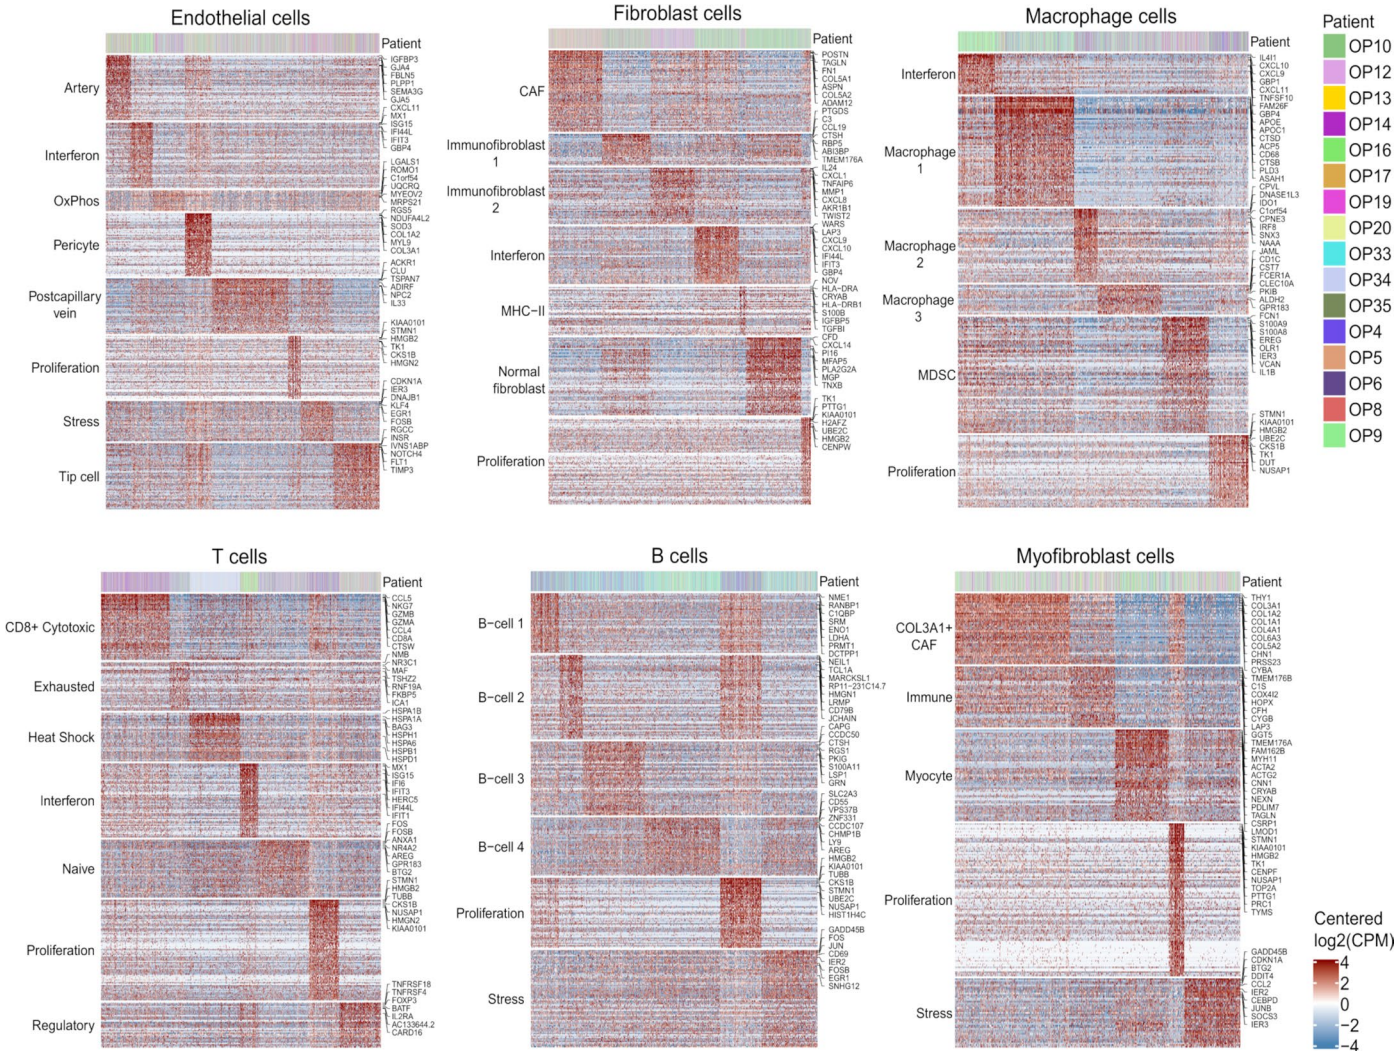 Endothelial cells
Patient
Artery
Interferon
OxPhos
Pericyte
Postcapillary
vein
Proliferation
Stress
Tip cell
IGFBP3
GJA4
FBLN5
PLPP1
SEMA3G
GJA5
CXCL11
MX1
ISG15
IFI44L
IFIT3
GBP4
LGALS1
ROMO1
C1orf54
UQCRQ
MYEOV2
MRPS21
RGS5
NDUFA4L2
SOD3
COL1A2
MYL9
COL3A1
ACKR1
CLU
TSPAN7
ADIRF
NPC2
IL33
KIAA0101
STMN1
HMGB2
TK1
CKS1B
HMGN2
CDKN1A
IER3
DNAJB1
KLF4
EGR1
FOSB
RGCC
INSR
IVNS1ABP
NOTCH4
FLT1
TIMP3
Fibroblast cells
CAF
Immunofibroblast
1
Immunofibroblast
2
Interferon
MHC−II
Normal
fibroblast
Proliferation
POSTN
TAGLN
FN1
COL5A1
ASPN
COL5A2
ADAM12
PTGDS
C3
CCL19
CTSH
RBP5
ABI3BP
TMEM176A
IL24
CXCL1
TNFAIP6
MMP1
CXCL8
AKR1B1
TWIST2
WARS
LAP3
CXCL9
CXCL10
IFI44L
IFIT3
GBP4
NOV
HLA−DRA
CRYAB
HLA−DRB1
S100B
IGFBP5
TGFBI
CFD
CXCL14
PI16
MFAP5
PLA2G2A
MGP
TNXB
TK1
PTTG1
KIAA0101
H2AFZ
UBE2C
HMGB2
CENPW
Macrophage cells
Patient
Interferon
Macrophage
1
Macrophage
2
Macrophage
3
MDSC
Proliferation
IL4I1
CXCL10
CXCL9
GBP1
CXCL11
TNFSF10
FAM26F
GBP4
APOE
APOC1
CTSD
ACP5
CD68
CTSB
PLD3
ASAH1
CPVL
DNASE1L3
IDO1
C1orf54
CPNE3
IRF8
SNX3
NAAA
JAML
CD1C
CST7
FCER1A
CLEC10A
PKIB
ALDH2
GPR183
FCN1
S100A9
S100A8
EREG
OLR1
IER3
VCAN
IL1B
STMN1
KIAA0101
HMGB2
UBE2C
CKS1B
TK1
DUT
NUSAP1
Patient
OP10
OP12
OP13
OP14
OP16
OP17
OP19
OP20
OP33
OP34
OP35
OP4
OP5
OP6
OP8
OP9
T cells
Patient
CD8+ Cytotoxic
Exhausted
Heat Shock
Interferon
Naive
Proliferation
Regulatory
CCL5
NKG7
GZMB
GZMA
CCL4
CD8A
CTSW
NMB
NR3C1
MAF
TSHZ2
RNF19A
FKBP5
ICA1
HSPA1B
HSPA1A
BAG3
HSPH1
HSPA6
HSPB1
HSPD1
MX1
ISG15
IFI6
IFIT3
HERC5
IFI44L
IFIT1
FOS
FOSB
ANXA1
NR4A2
AREG
GPR183
BTG2
STMN1
HMGB2
TUBB
CKS1B
NUSAP1
HMGN2
KIAA0101
TNFRSF18
TNFRSF4
FOXP3
BATF
IL2RA
AC133644.2
CARD16
B cells
Patient
B−cell 1
B−cell 2
B−cell 3
B−cell 4
Proliferation
Stress
NME1
RANBP1
C1QBP
SRM
ENO1
LDHA
PRMT1
DCTPP1
NEIL1
TCL1A
MARCKSL1
RP11−231C14.7
HMGN1
LRMP
CD79B
JCHAIN
CAPG
CCDC50
CTSH
RGS1
PKIG
S100A11
LSP1
GRN
SLC2A3
CD55
VPS37B
ZNF331
CCDC107
CHMP1B
LY9
AREG
HMGB2
KIAA0101
TUBB
CKS1B
STMN1
UBE2C
NUSAP1
HIST1H4C
GADD45B
FOS
JUN
CD69
IER2
FOSB
EGR1
SNHG12
Myofibroblast cells
Patient
COL3A1+
CAF
Immune
Myocyte
Proliferation
Stress
THY1
COL3A1
COL1A2
COL1A1
COL4A1
COL6A3
COL5A2
CHN1
PRSS23
CYBA
TMEM176B
C1S
COX4I2
HOPX
CFH
CYGB
LAP3
GGT5
TMEM176A
FAM162B
MYH11
ACTA2
ACTG2
CNN1
CRYAB
NEXN
PDLIM7
TAGLN
CSRP1
LMOD1
STMN1
KIAA0101
HMGB2
TK1
CENPF
NUSAP1
TOP2A
PTTG1
PRC1
TYMS
GADD45B
CDKN1A
BTG2
DDIT4
CCL2
IER2
CEBPD
JUNB
SOCS3
IER3
Centered
log2(CPM)
4
2
0
−2
−4